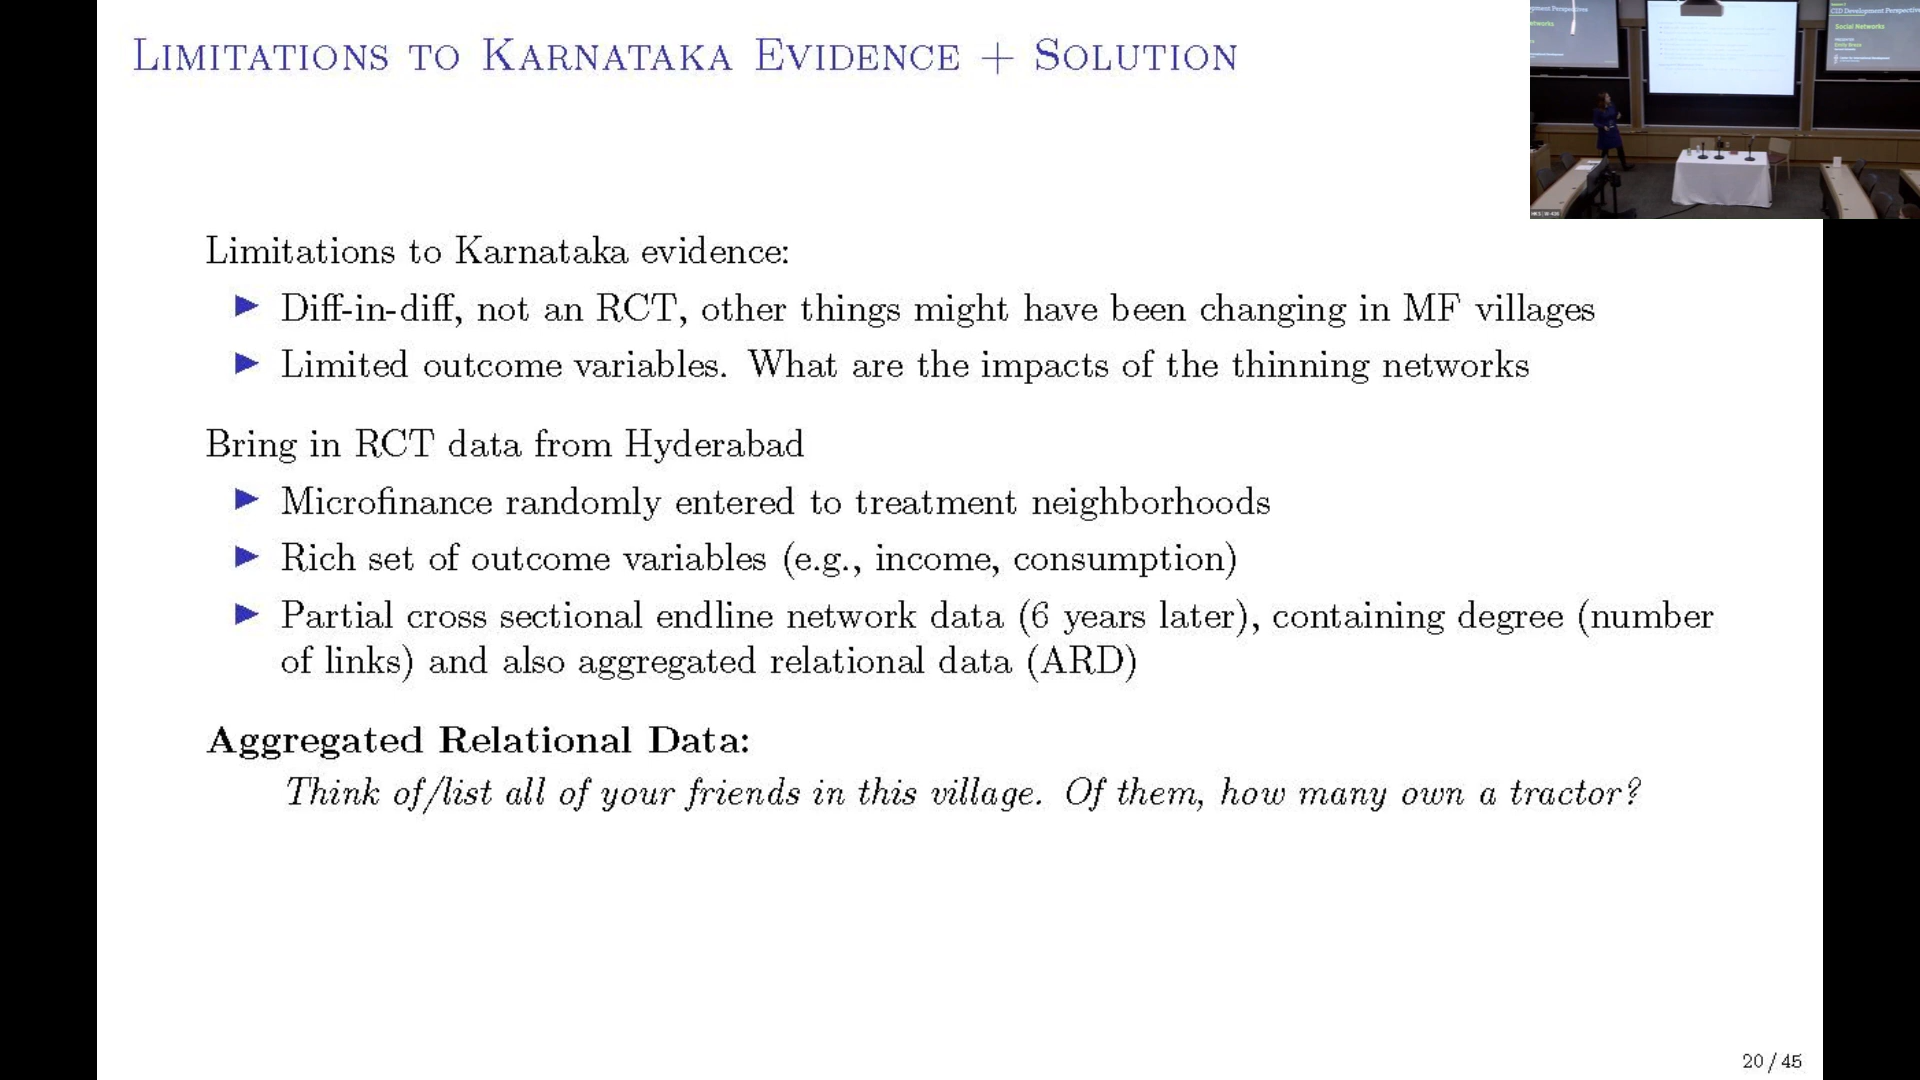 LIMITATIONS TO KARNATAKA EVIDENCE + SOLUTION
Limitations to Karnataka evidence:
▶ Diff-in-diff, not an RCT, other things might have been changing in MF villages
▶ Limited outcome variables. What are the impacts of the thinning networks
Bring in RCT data from Hyderabad
▶ Microfinance randomly entered to treatment neighborhoods
▶ Rich set of outcome variables (e.g., income, consumption)
▶ Partial cross sectional endline network data (6 years later), containing degree (number
of links) and also aggregated relational data (ARD)
Aggregated Relational Data:
Think of/list all of your friends in this village. Of them, how many own a tractor?
20 / 45
CID Development Perspectiv
Social Networks